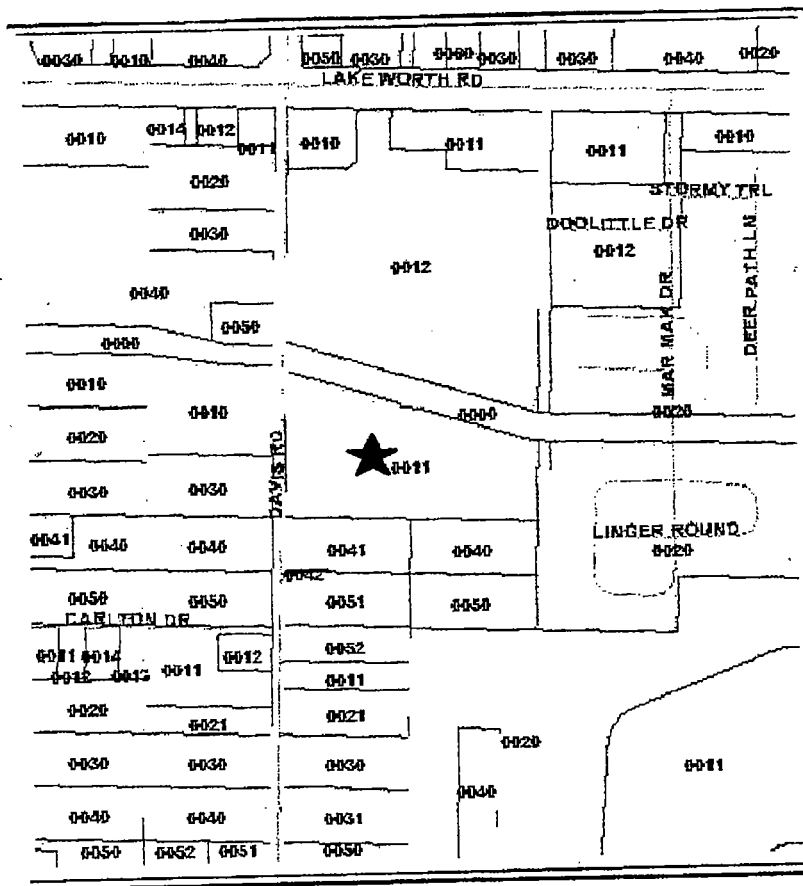 0030 0010 0040 0050 0030 0030 0030 0040 0020
LAKE WORTH RD
0010 0014 0012 0011 0010 0011 0011 0010
0020 STORMY TRL
0030 DOOLITTLE DR
0012 0012
0040
0050
0000
MAR MAK DR
DEER PATH LN
0010
0010 0000 0020
0020
DAVIS RD
0011
0030 0030
LINGER ROUND
0041 0040 0040 0041 0040 0020
0042
0050 0050 0051 0050
CARLTON DR
0011 0014 0012 0052
0012 0013 0011 0011
0020 0021 0021
0020
0030 0030 0030 0011
0040
0040 0040 0031
0050 0052 0051 0050